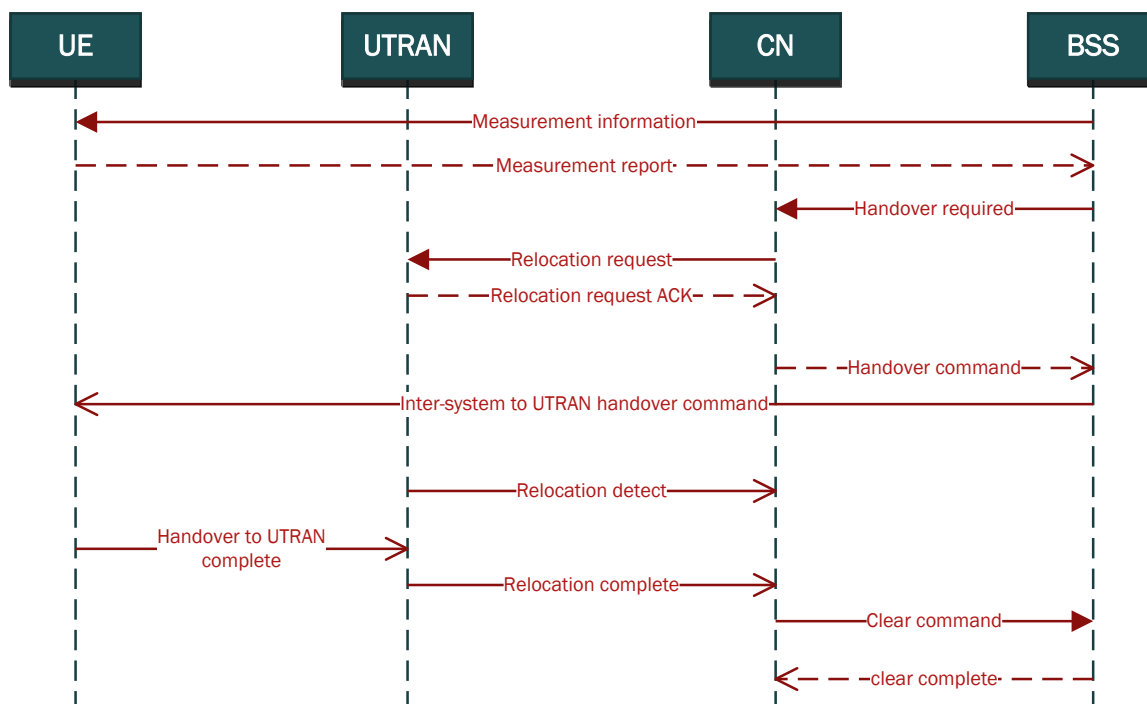 UE
UTRAN
CN
BSS
Measurement information
Measurement report
Handover required
Relocation request
Relocation request ACK
Handover command
Inter-system to UTRAN handover command
Relocation detect
Handover to UTRAN
complete
Relocation complete
Clear command
clear complete